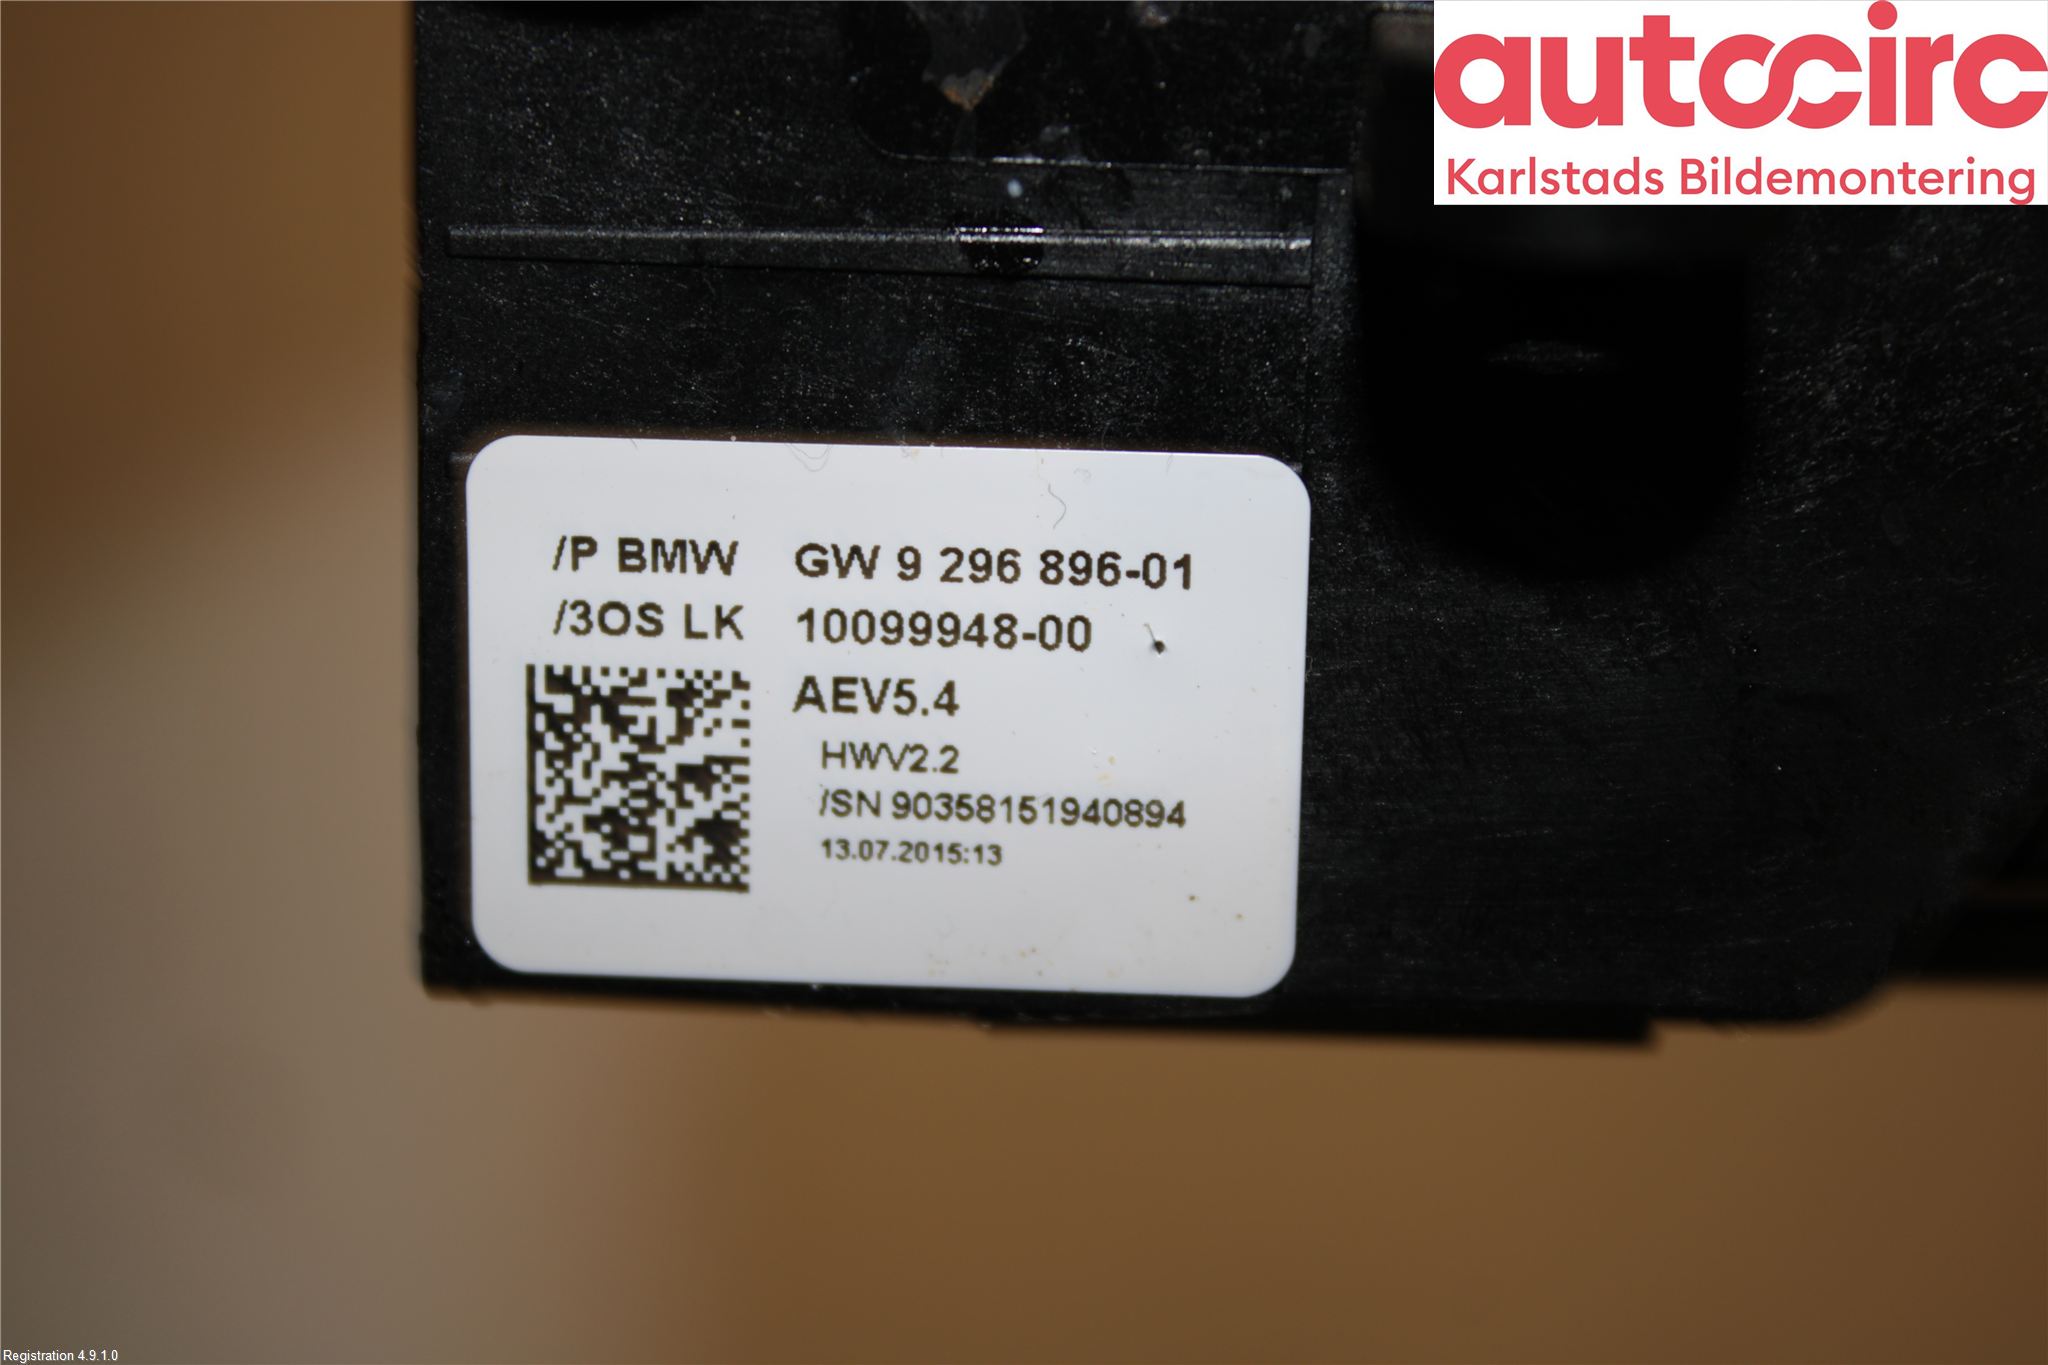 autocirc
Karlstads Bildemontering
/P BMW GW 9 296 896-01
/3OS LK 10099948-00
AEV5.4
HWV2.2
/SN 90358151940894
13.07.2015:13
Registration 4.9.1.0